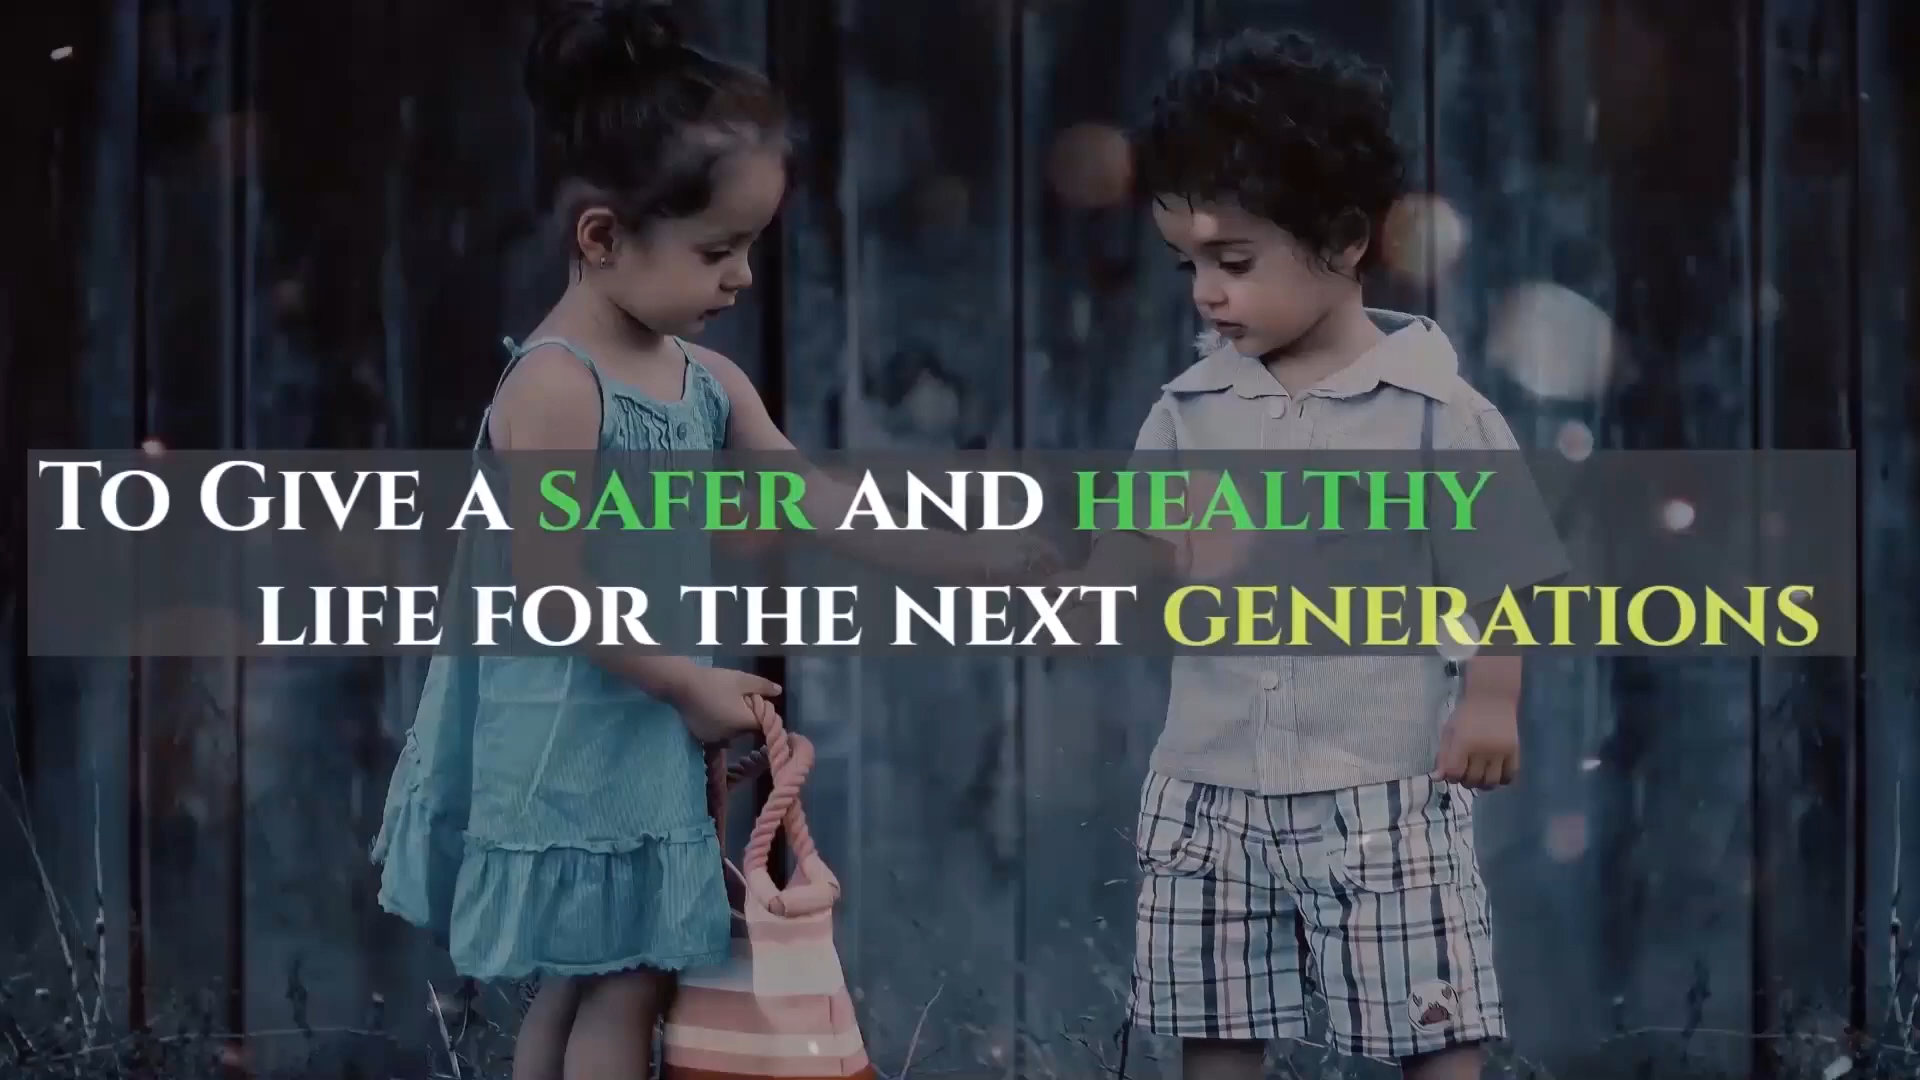 To Give a safer and healthy
life for the next generations